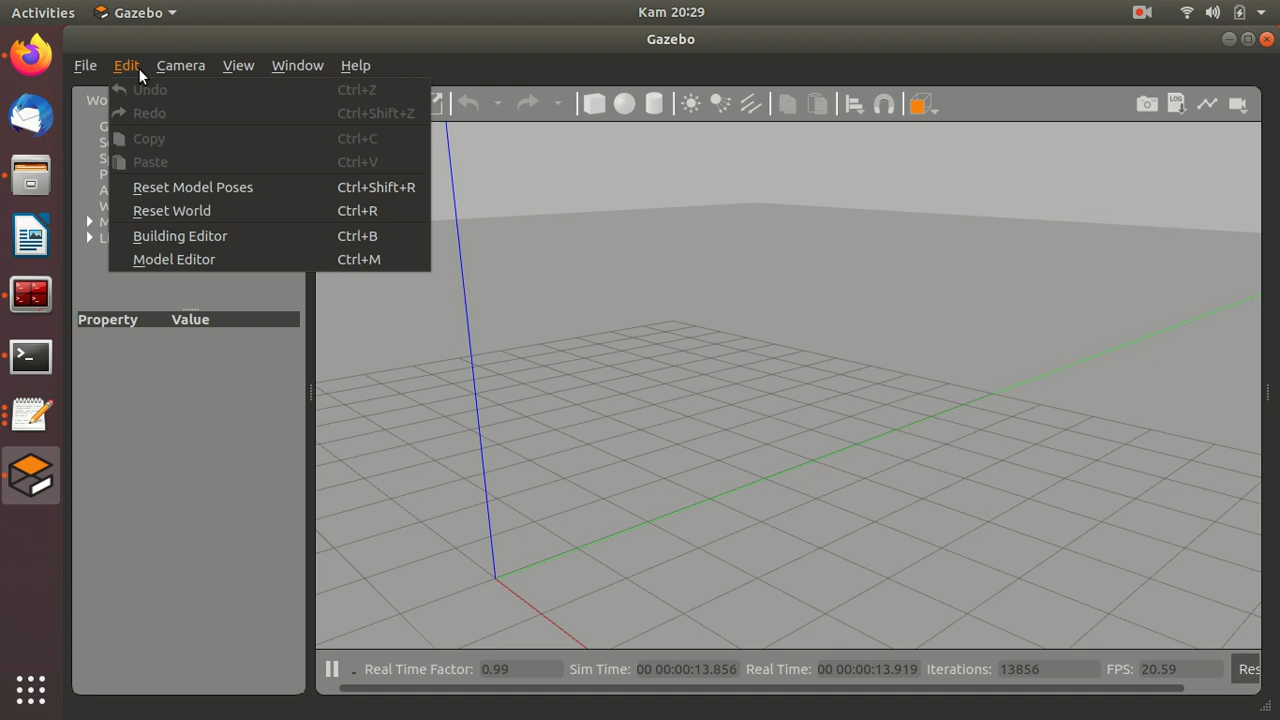 Activities Gazebo Kam 20:29
Gazebo
File Edit Camera View Window Help
Undo Ctrl+Z
Redo Ctrl+Shift+Z
Copy Ctrl+C
Paste Ctrl+V
Reset Model Poses Ctrl+Shift+R
Reset World Ctrl+R
Building Editor Ctrl+B
Model Editor Ctrl+M
LOG
Property Value
Real Time Factor: 0.99 Sim Time: 00 00:00:13.856 Real Time: 00 00:00:13.919 Iterations: 13856 FPS: 20.59 Res